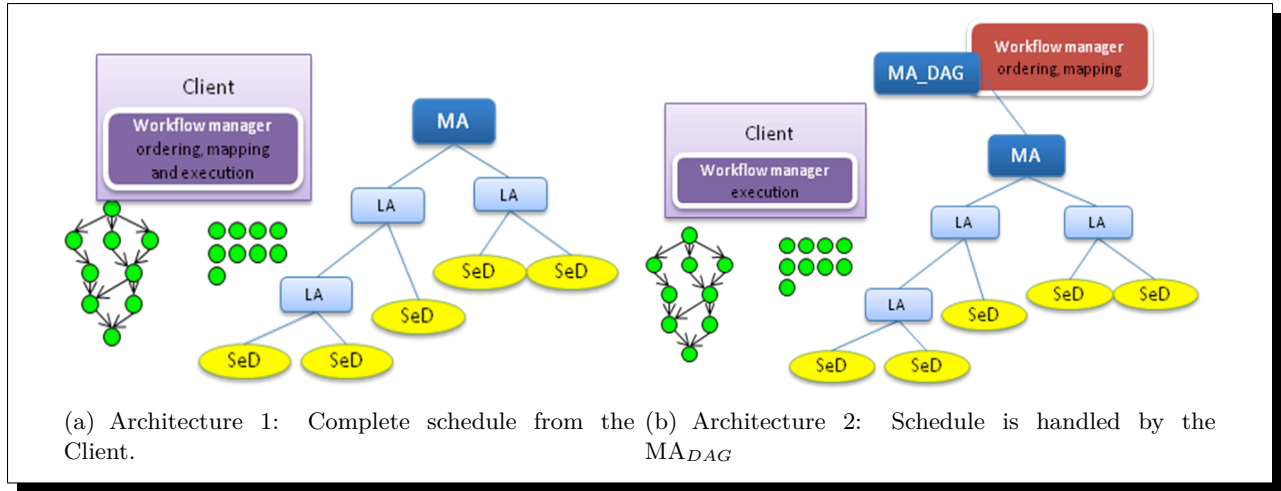 Client
Workflow manager
ordering, mapping
and execution
MA
LA
LA
LA
SeD
SeD
SeD
SeD
SeD
(a) Architecture 1: Complete schedule from the
Client.
Workflow manager
ordering, mapping
MA_DAG
Client
Workflow manager
execution
MA
LA
LA
LA
SeD
SeD
SeD
SeD
SeD
(b) Architecture 2: Schedule is handled by the
MA_DAG